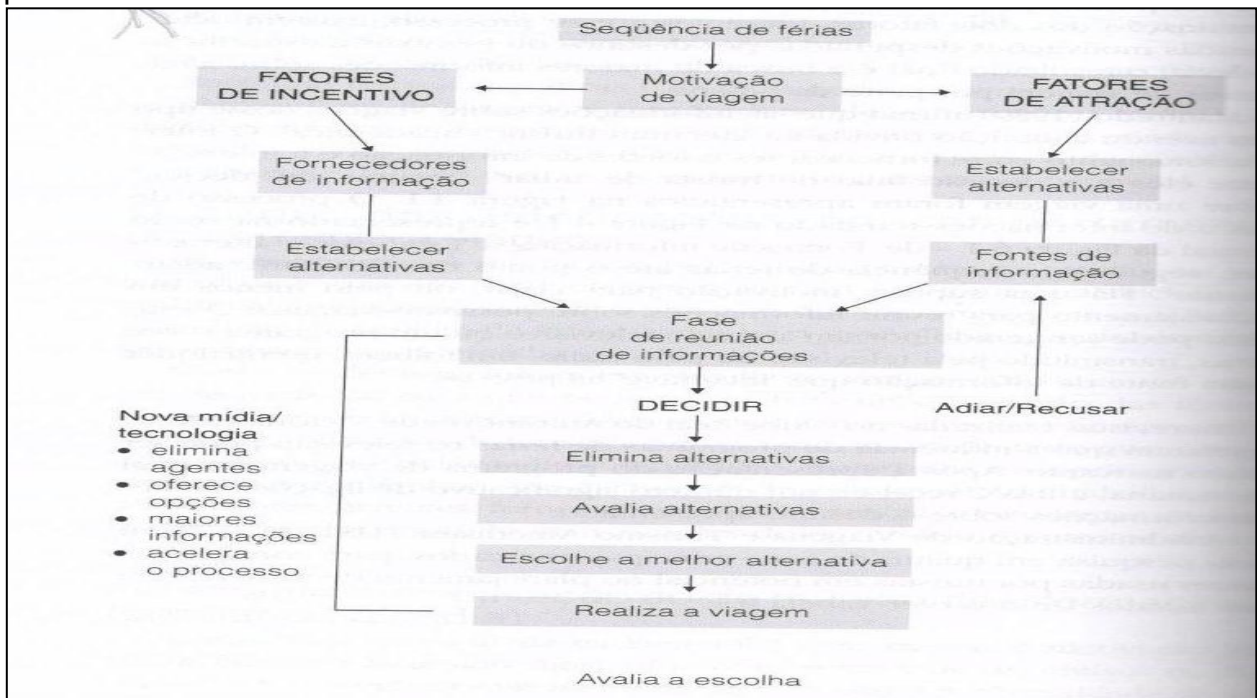 Seqüência de férias
FATORES
DE INCENTIVO
Motivação
de viagem
FATORES
DE ATRAÇÃO
Fornecedores
de informação
Estabelecer
alternativas
Estabelecer
alternativas
Fontes de
informação
Fase
de reunião
de informações
DECIDIR
Adiar/Recusar
Nova mídia/
tecnologia
• elimina
agentes
• oferece
opções
• maiores
informações
• acelera
o processo
Elimina alternativas
Avalia alternativas
Escolhe a melhor alternativa
Realiza a viagem
Avalia a escolha